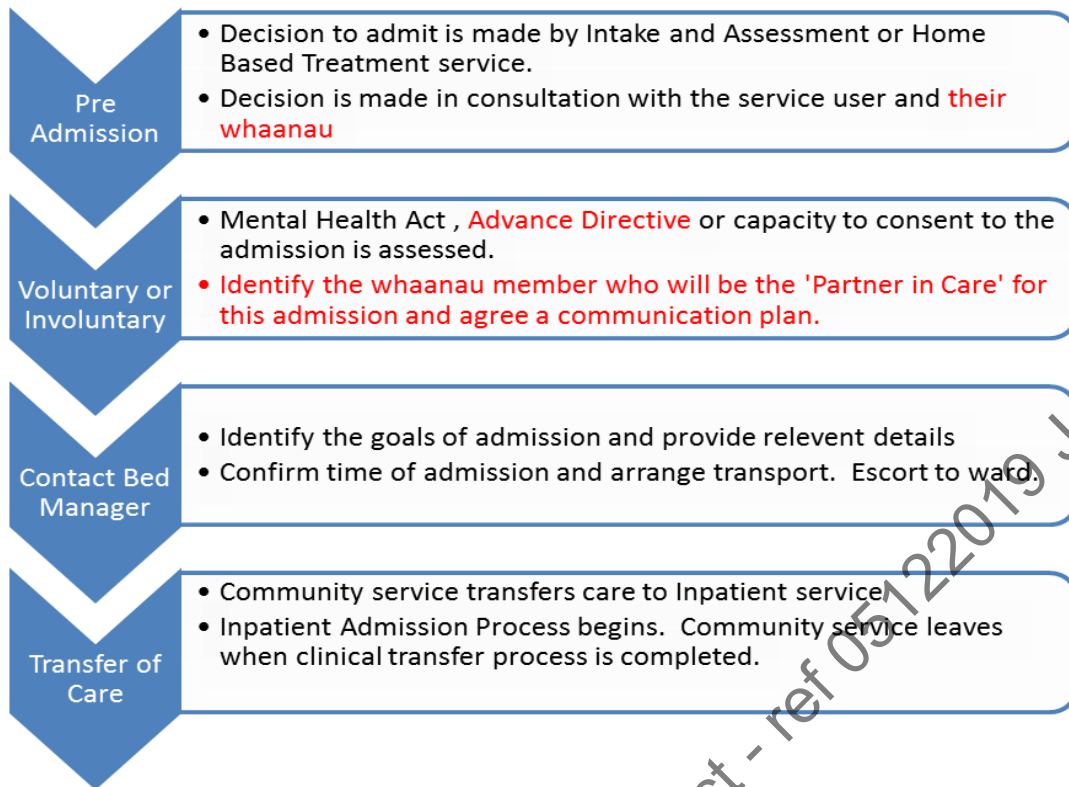 Pre
Admission
• Decision to admit is made by Intake and Assessment or Home
Based Treatment service.
• Decision is made in consultation with the service user and their
whaanau
Voluntary or
Involuntary
• Mental Health Act , Advance Directive or capacity to consent to the
admission is assessed.
• Identify the whaanau member who will be the 'Partner in Care' for
this admission and agree a communication plan.
Contact Bed
Manager
• Identify the goals of admission and provide relevent details
• Confirm time of admission and arrange transport.  Escort to ward.
Transfer of
Care
• Community service transfers care to Inpatient service
• Inpatient Admission Process begins.  Community service leaves
when clinical transfer process is completed.
- ref 05122019